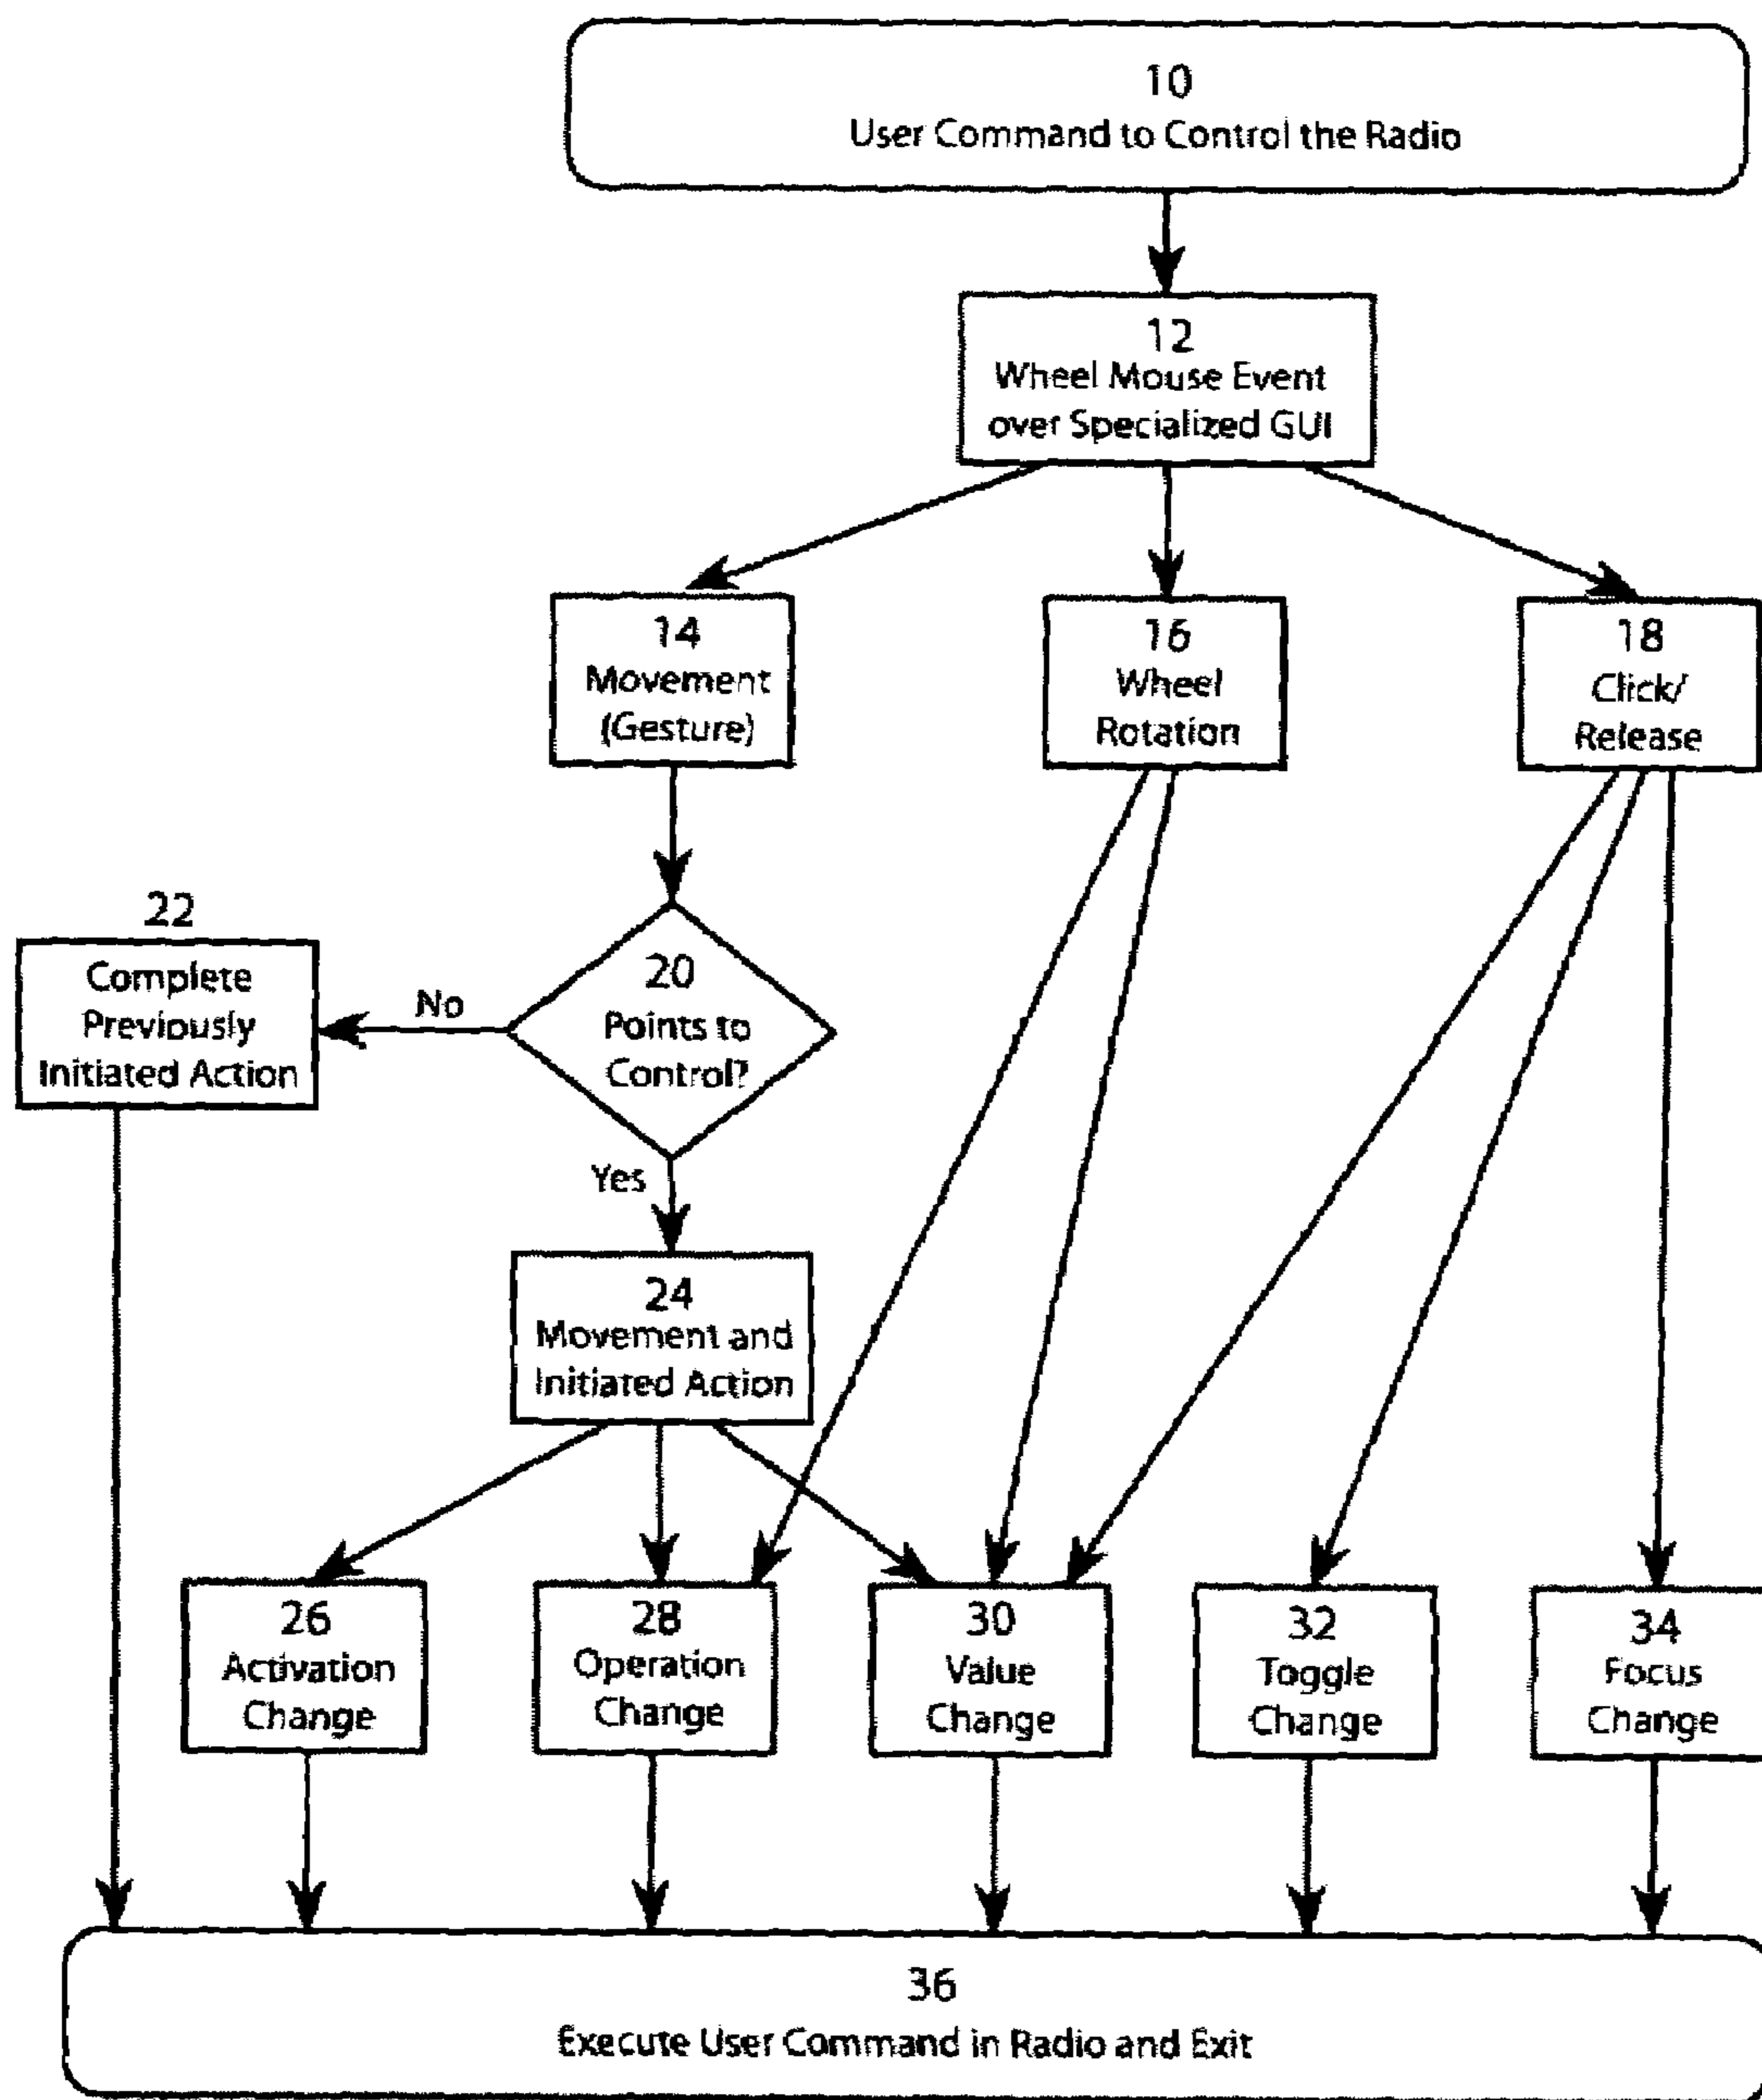 10
User Command to Control the Radio
12
Wheel Mouse Event
over Specialized GUI
14
Movement
(Gesture)
16
Wheel
Rotation
18
Click/
Release
22
Complete
Previously
Initiated Action
No
20
Points to
Control?
Yes
24
Movement and
Initiated Action
26
Activation
Change
28
Operation
Change
30
Value
Change
32
Toggle
Change
34
Focus
Change
36
Execute User Command in Radio and Exit